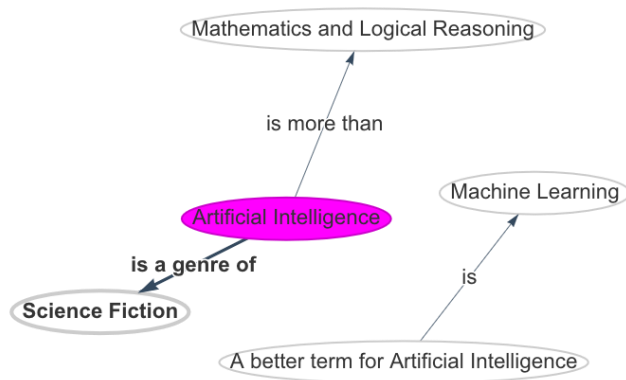 Mathematics and Logical Reasoning
is more than
Machine Learning
Artificial Intelligence
is a genre of
is
Science Fiction
A better term for Artificial Intelligence